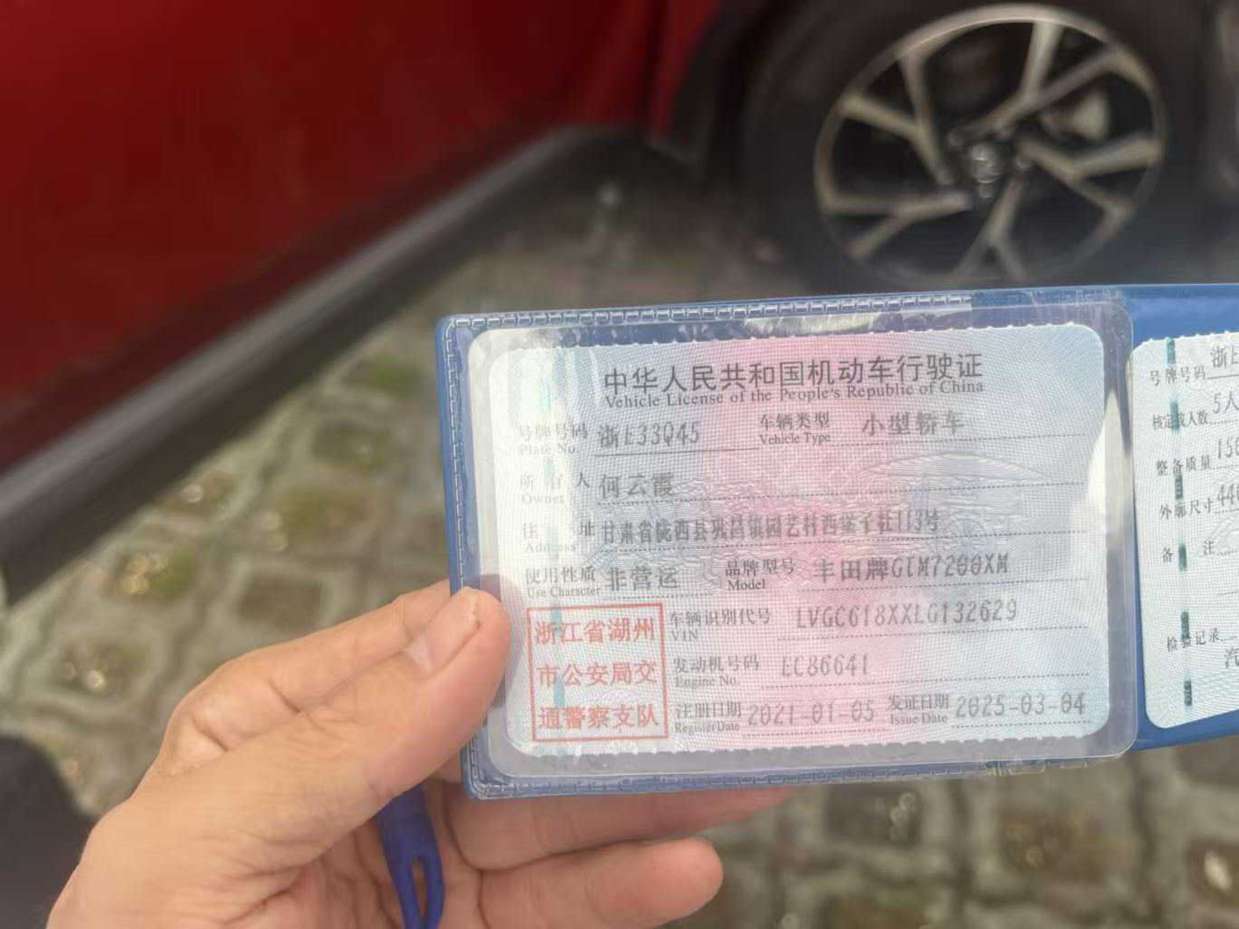 中华人民共和国机动车行驶证
Vehicle License of the People's Republic of China
号牌号码 浙E33Q45 车辆类型 小型轿车
Plate No. Vehicle Type
所有人 何云霞
Owner
住址 甘肃省陇西县巩昌镇园艺村西梁子社113号
Address
使用性质 非营运 品牌型号 丰田牌GTM7200XM
Use Character Model
浙江省湖州
市公安局交
通警察支队
车辆识别代号 LVGC618XXLG132629
VIN
发动机号码 EC86641
Engine No.
注册日期 2021-01-05 发证日期 2025-03-04
Register Date Issue Date
号牌号码 浙E
核定载人数 5人
整备质量 150
外廓尺寸 44
备注
检验记录
汽